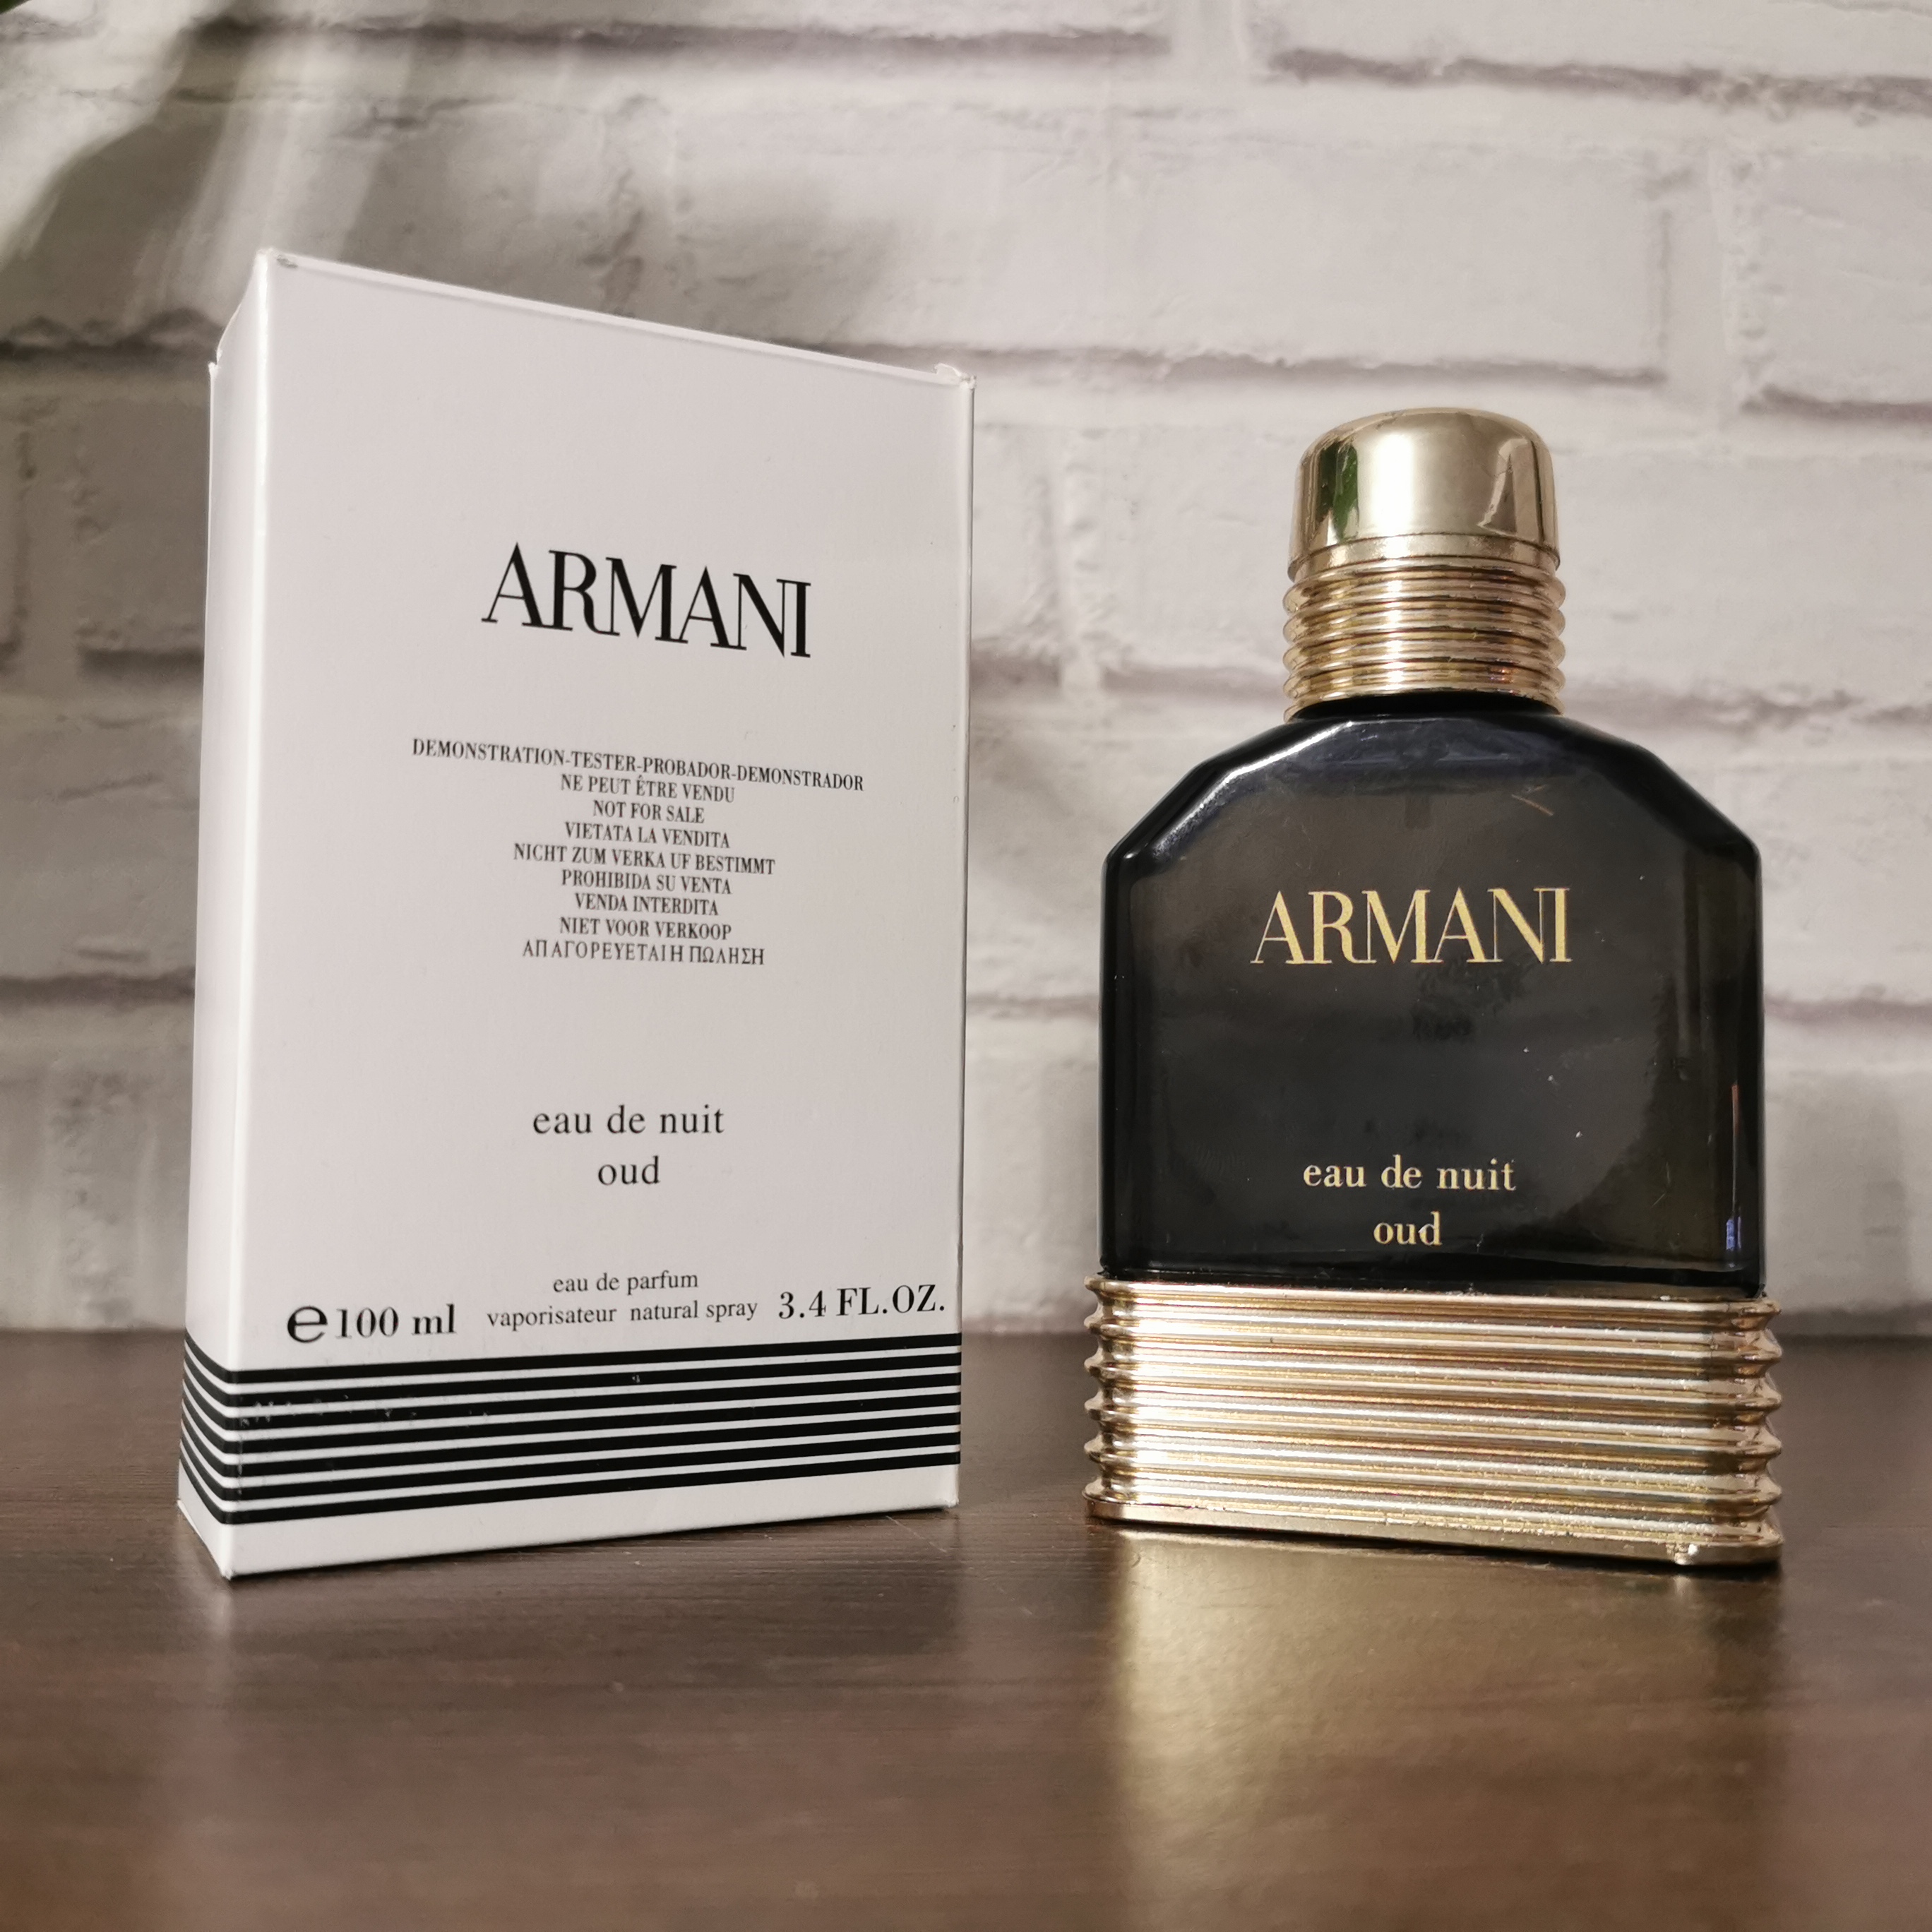 ARMANI
DEMONSTRATION-TESTER-PROBADOR-DEMONSTRADOR
NE PEUT ÊTRE VENDU
NOT FOR SALE
VIETATA LA VENDITA
NICHT ZUM VERKA UF BESTIMMT
PROHIBIDA SU VENTA
VENDA INTERDITA
NIET VOOR VERKOOP
ΑΠΑΓΟΡΕΥΕΤΑΙ Η ΠΩΛΗΣΗ
eau de nuit
oud
eau de parfum
℮100 ml vaporisateur natural spray 3.4 FL.OZ.
ARMANI
eau de nuit
oud